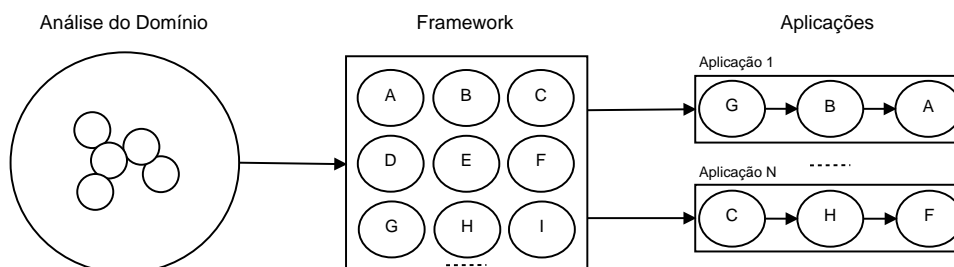 Análise do Domínio
Framework
Aplicações
A B C
D E F
G H I
Aplicação 1
G B A
Aplicação N
C H F